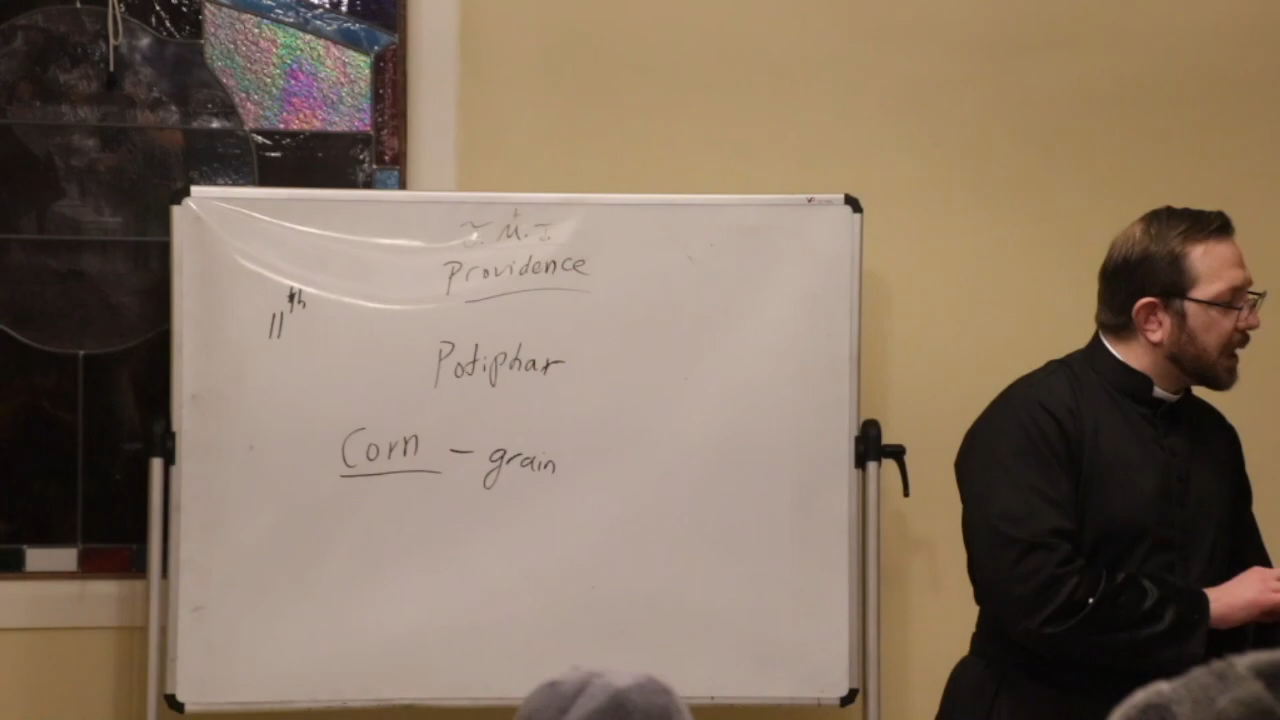 J. M. J.
Providence
11th
Potiphar
Corn – grain